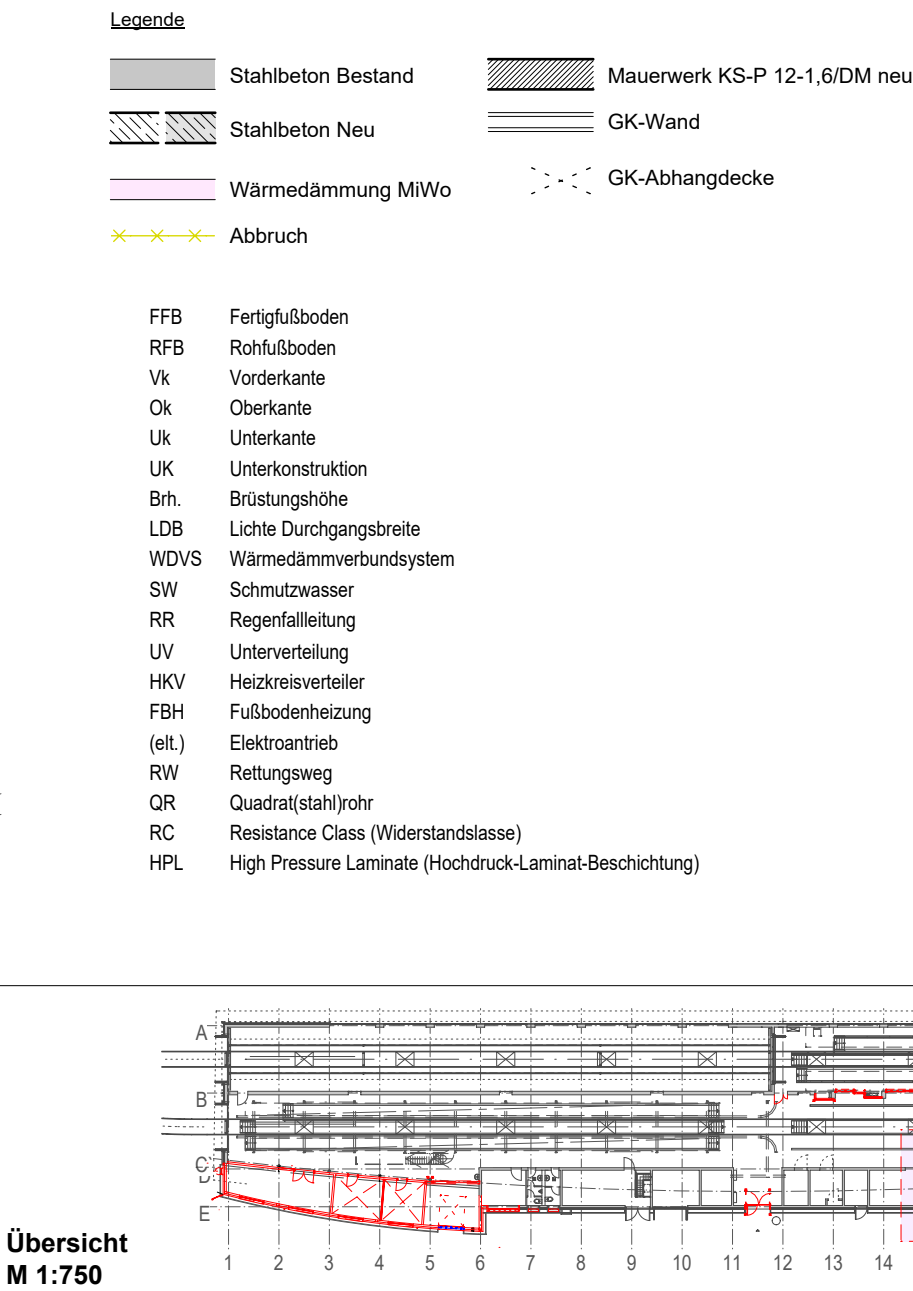 Legende
Stahlbeton Bestand
Mauerwerk KS-P 12-1,6/DM neu
Stahlbeton Neu
GK-Wand
Wärmedämmung MiWo
GK-Abhangdecke
Abbruch
FFB Fertigfußboden
RFB Rohfußboden
Vk Vorderkante
Ok Oberkante
Uk Unterkante
UK Unterkonstruktion
Brh. Brüstungshöhe
LDB Lichte Durchgangsbreite
WDVS Wärmedämmverbundsystem
SW Schmutzwasser
RR Regenfallleitung
UV Unterverteilung
HKV Heizkreisverteiler
FBH Fußbodenheizung
(elt.) Elektroantrieb
RW Rettungsweg
QR Quadrat(stahl)rohr
RC Resistance Class (Widerstandslasse)
HPL High Pressure Laminate (Hochdruck-Laminat-Beschichtung)
A
B
C
E
Übersicht
M 1:750
1 2 3 4 5 6 7 8 9 10 11 12 13 14